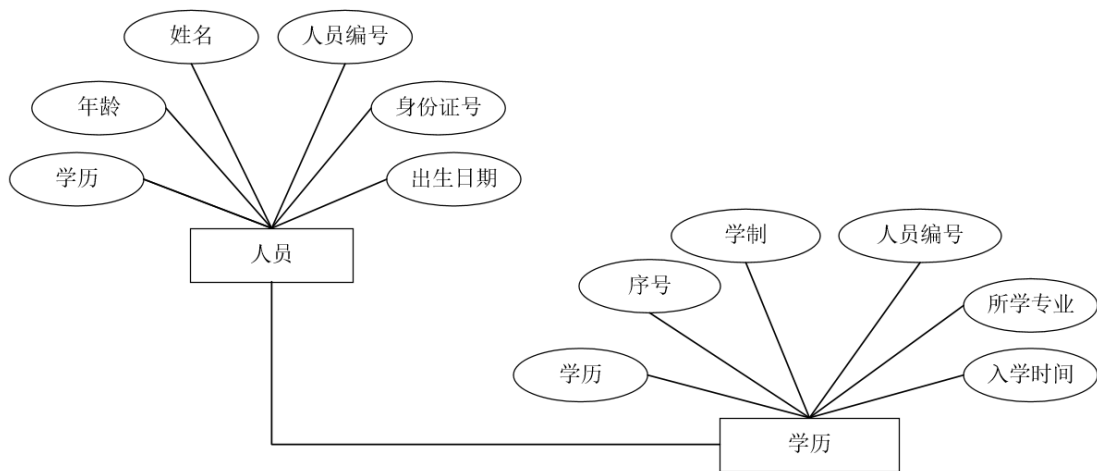 姓名
人员编号
年龄
身份证号
学历
出生日期
人员
学制
人员编号
序号
所学专业
学历
入学时间
学历